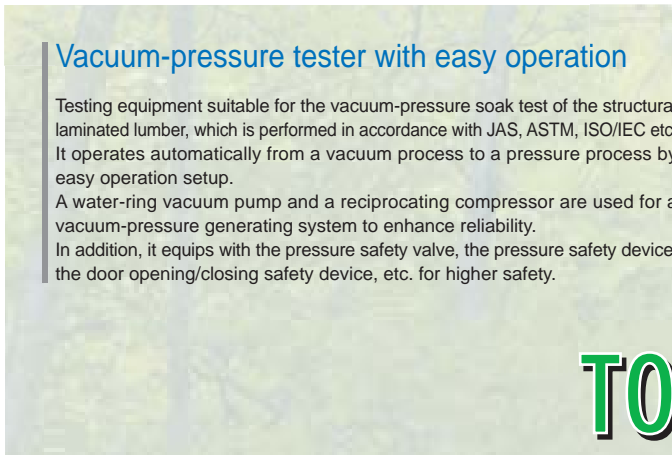 Vacuum-pressure tester with easy operation
Testing equipment suitable for the vacuum-pressure soak test of the structural
laminated lumber, which is performed in accordance with JAS, ASTM, ISO/IEC etc
It operates automatically from a vacuum process to a pressure process by
easy operation setup.
A water-ring vacuum pump and a reciprocating compressor are used for a
vacuum-pressure generating system to enhance reliability.
In addition, it equips with the pressure safety valve, the pressure safety device
the door opening/closing safety device, etc. for higher safety.
TO